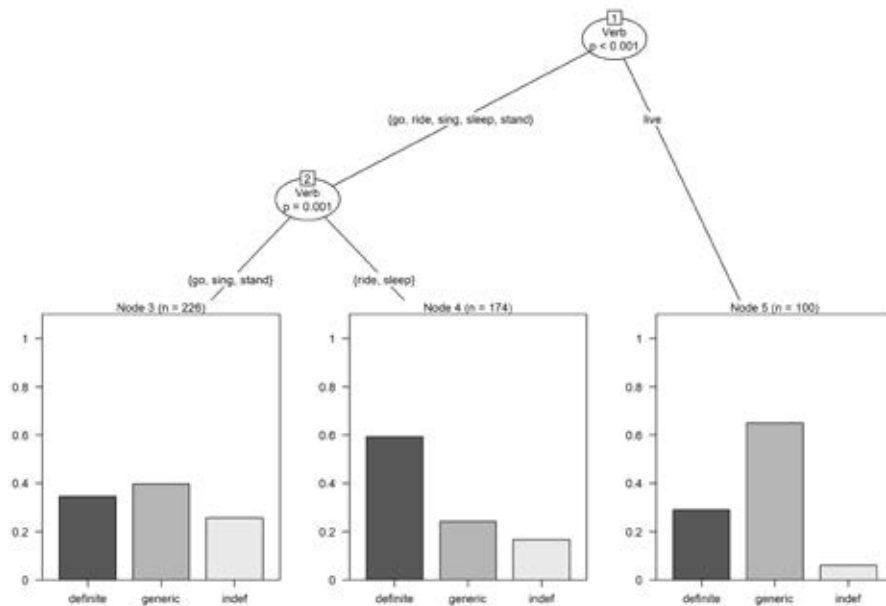 1
Verb
p < 0.001
{go, ride, sing, sleep, stand}
live
2
Verb
p = 0.001
{go, sing, stand}
{ride, sleep}
Node 3 (n = 226)
1
0.8
0.6
0.4
0.2
0
definite generic indef
Node 4 (n = 174)
1
0.8
0.6
0.4
0.2
0
definite generic indef
Node 5 (n = 100)
1
0.8
0.6
0.4
0.2
0
definite generic indef